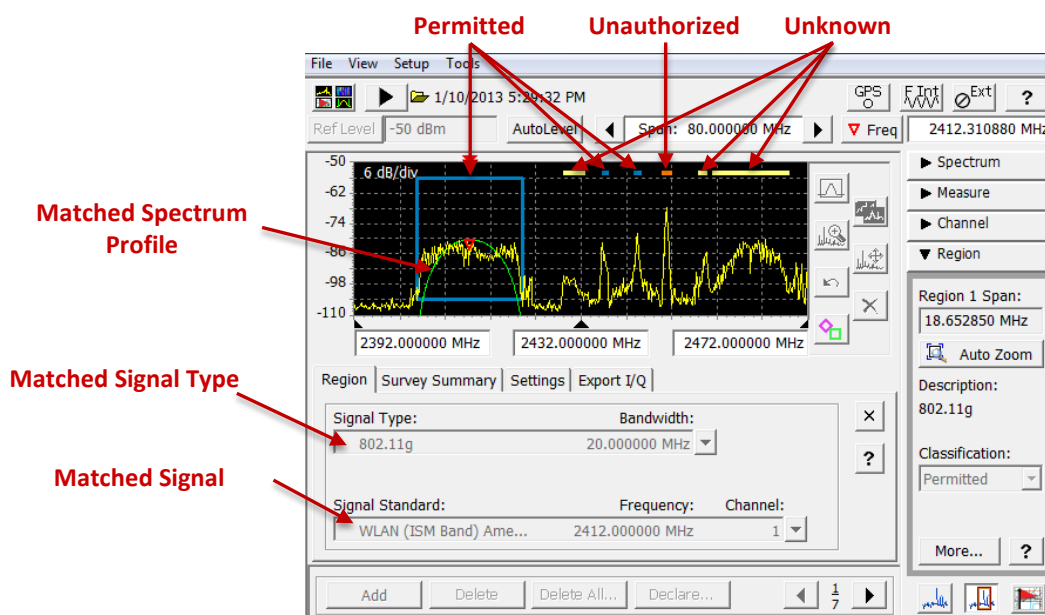 Permitted Unauthorized Unknown
File View Setup Tools
1/10/2013 5:29:32 PM GPS F Int Ext ?
Ref Level -50 dBm AutoLevel Span: 80.000000 MHz Freq 2412.310880 MHz
-50
6 dB/div
-62
-74
-86
-98
-110
2392.000000 MHz 2432.000000 MHz 2472.000000 MHz
Matched Spectrum
Profile
Spectrum
Measure
Channel
Region
Region 1 Span:
18.652850 MHz
Auto Zoom
Description:
802.11g
Classification:
Permitted
More... ?
Matched Signal Type
Matched Signal
Region Survey Summary Settings Export I/Q
Signal Type: Bandwidth:
802.11g 20.000000 MHz
?
Signal Standard: Frequency: Channel:
WLAN (ISM Band) Ame... 2412.000000 MHz 1
Add Delete Delete All... Declare... 1
7